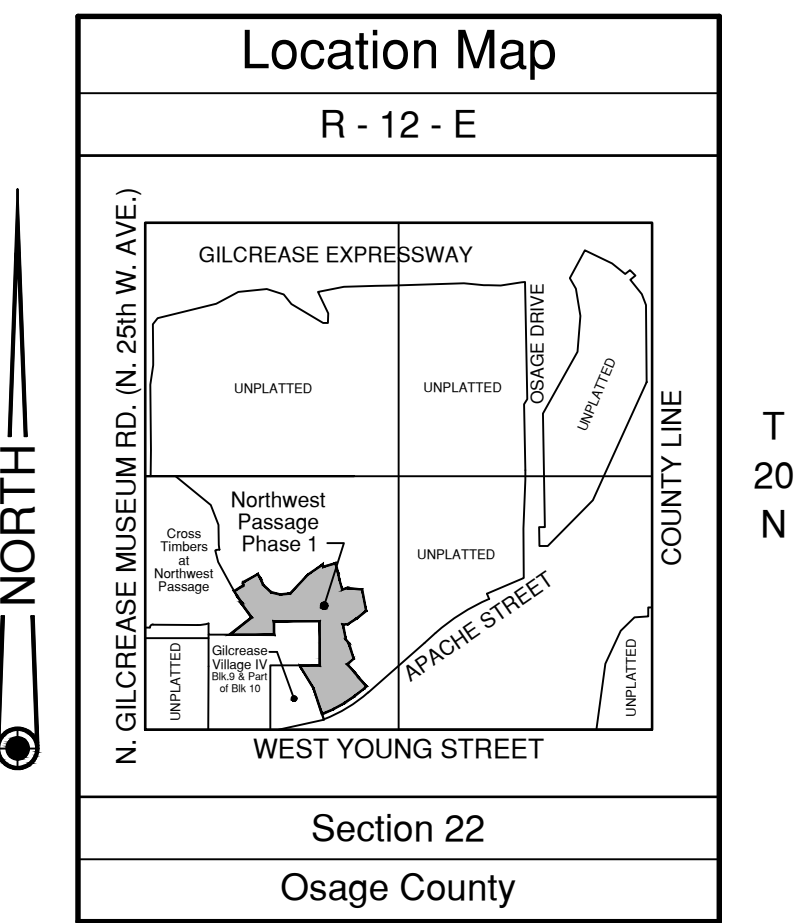 Location Map
R - 12 - E
N. GILCREASE MUSEUM RD. (N. 25th W. AVE.)
GILCREASE EXPRESSWAY
UNPLATTED
UNPLATTED
OSAGE DRIVE
UNPLATTED
COUNTY LINE
T
20
N
NORTH
Northwest
Passage
Phase 1
Cross
Timbers
at
Northwest
Passage
UNPLATTED
APACHE STREET
UNPLATTED
Gilcrease
Village IV
Blk.9 & Part
of Blk 10
UNPLATTED
WEST YOUNG STREET
Section 22
Osage County